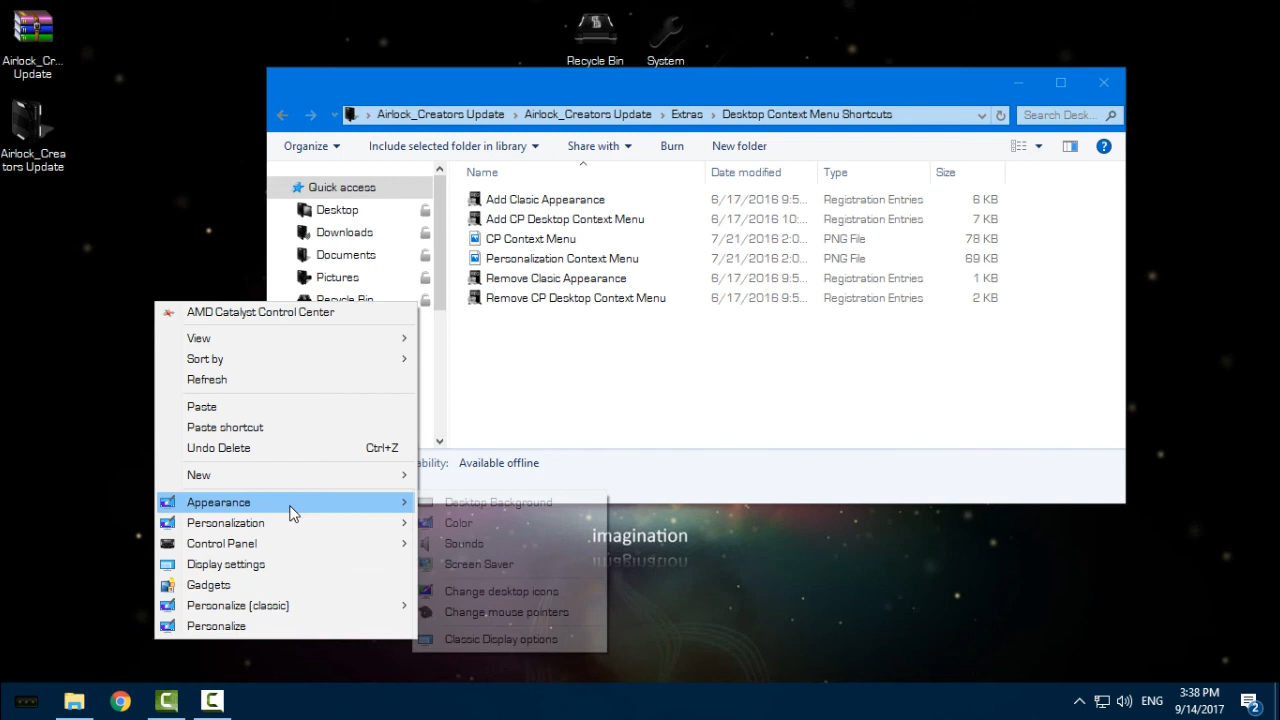 Airlock_Cr...
Update
Airlock_Crea
tors Update
Recycle Bin
System
Airlock_Creators Update > Airlock_Creators Update > Extras > Desktop Context Menu Shortcuts
Search Desk...
Organize
Include selected folder in library
Share with
Burn
New folder
Name
Date modified
Type
Size
Quick access
Desktop
Downloads
Documents
Pictures
Recycle Bin
Add Clasic Appearance 6/17/2016 9:5... Registration Entries 6 KB
Add CP Desktop Context Menu 6/17/2016 10:... Registration Entries 7 KB
CP Context Menu 7/21/2016 2:0... PNG File 78 KB
Personalization Context Menu 7/21/2016 2:0... PNG File 69 KB
Remove Clasic Appearance 6/17/2016 9:5... Registration Entries 1 KB
Remove CP Desktop Context Menu 6/17/2016 9:5... Registration Entries 2 KB
Available offline
AMD Catalyst Control Center
View
Sort by
Refresh
Paste
Paste shortcut
Undo Delete Ctrl+Z
New
Appearance
Personalization
Control Panel
Display settings
Gadgets
Personalize [classic]
Personalize
Desktop Background
Color
Sounds
Screen Saver
Change desktop icons
Change mouse pointers
Classic Display options
imagination
ENG
3:38 PM
9/14/2017
2